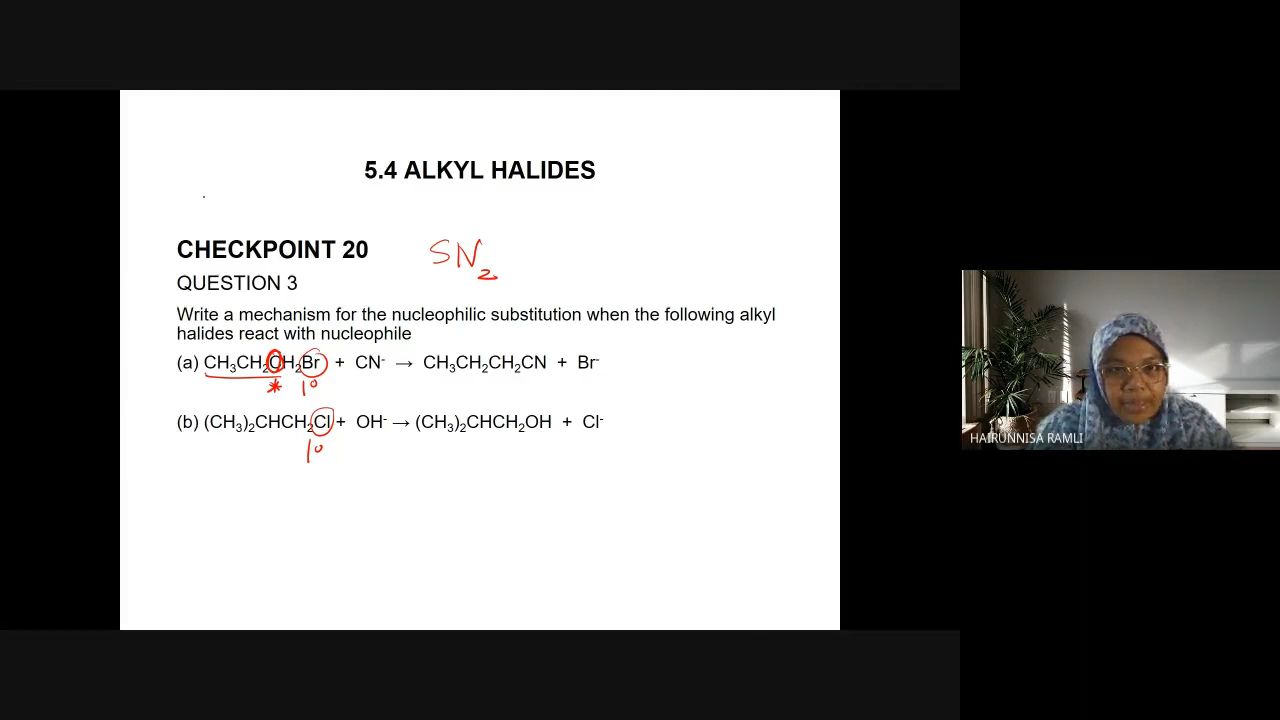 5.4 ALKYL HALIDES
CHECKPOINT 20 SN₂
QUESTION 3
Write a mechanism for the nucleophilic substitution when the following alkyl
halides react with nucleophile
(a) CH₃CH₂CH₂Br + CN⁻ → CH₃CH₂CH₂CN + Br⁻
* 1°
(b) (CH₃)₂CHCH₂Cl + OH⁻ → (CH₃)₂CHCH₂OH + Cl⁻
1°
HAIRUNNISA RAMLI